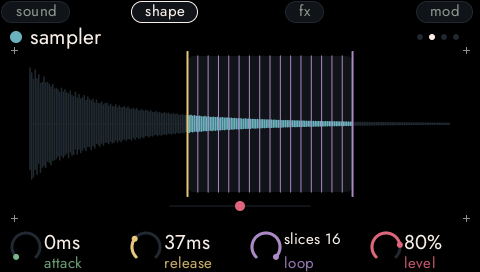 sound shape fx mod
sampler
0ms 37ms slices 16 80%
attack release loop level